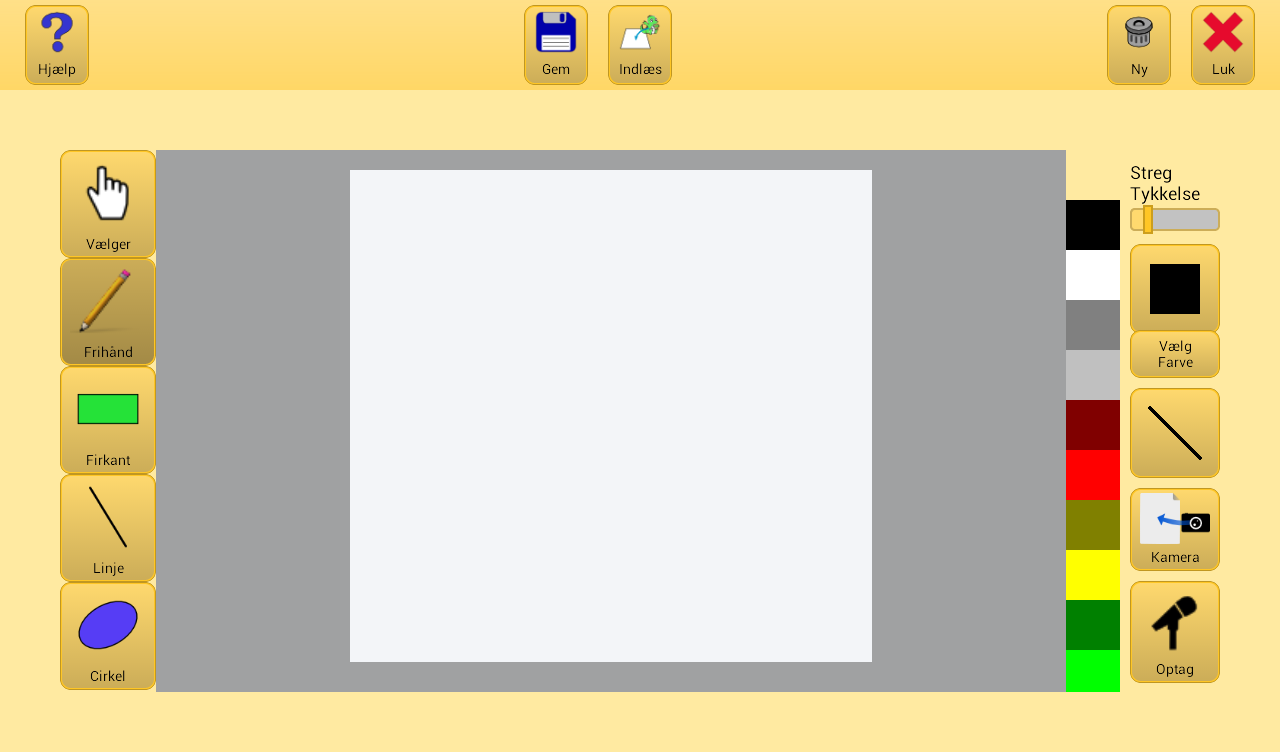 Hjælp
Gem
Indlæs
Ny
Luk
Vælger
Frihånd
Firkant
Linje
Cirkel
Streg
Tykkelse
Vælg
Farve
Kamera
Optag